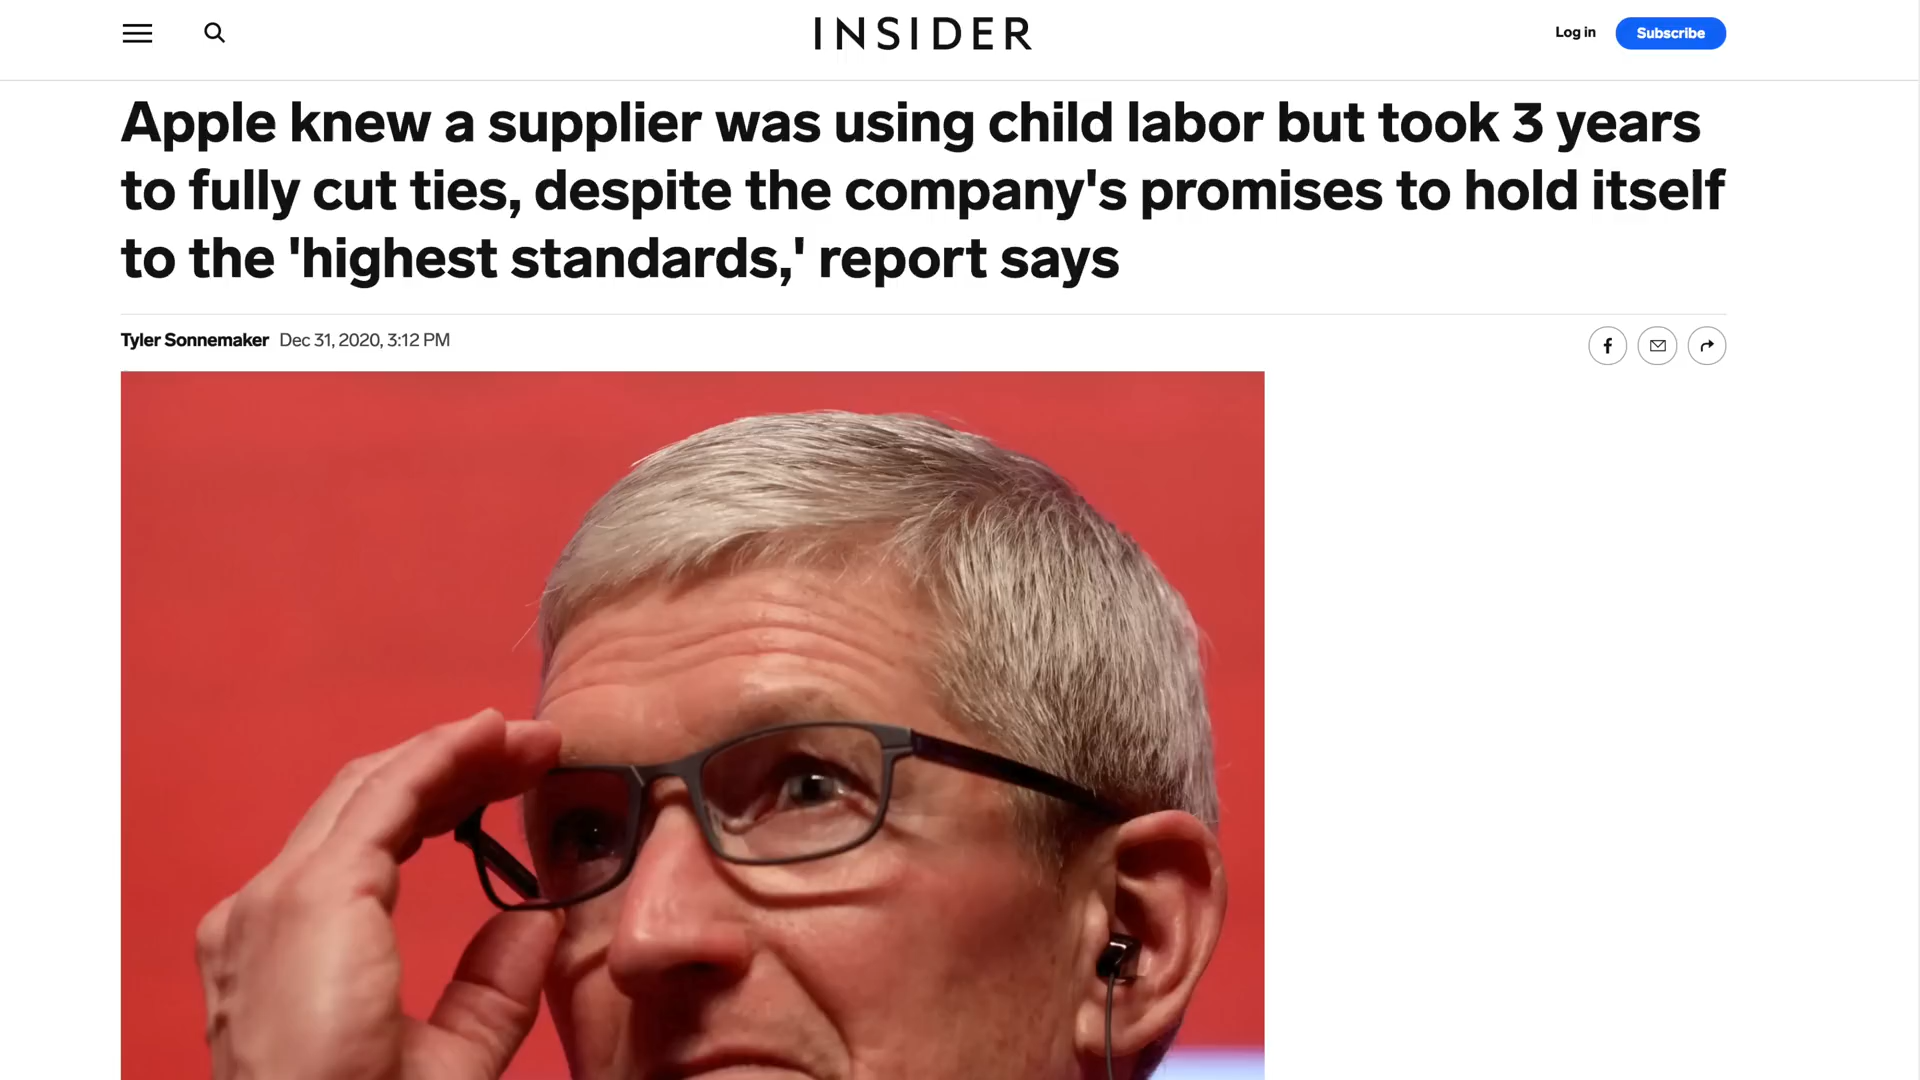 INSIDER
Log in
Subscribe
Apple knew a supplier was using child labor but took 3 years
to fully cut ties, despite the company's promises to hold itself
to the 'highest standards,' report says
Tyler Sonnemaker Dec 31, 2020, 3:12 PM